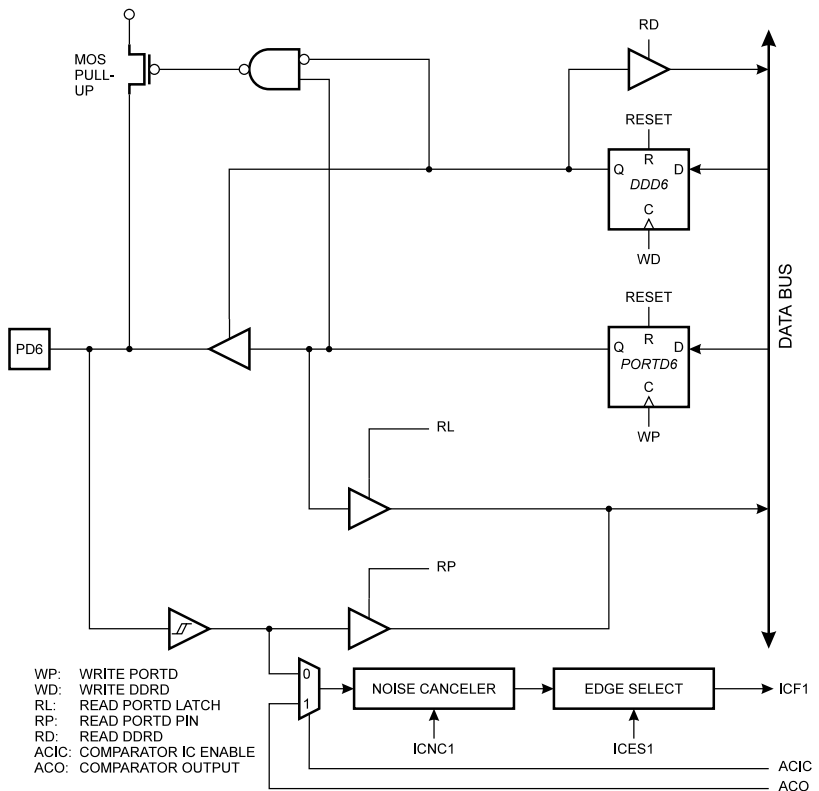 RD
MOS
PULL-
UP
RESET
R
Q
D
DDD6
C
WD
DATA BUS
RESET
R
Q
D
PORTD6
C
WP
PD6
RL
RP
0
1
NOISE CANCELER
EDGE SELECT
ICF1
ICNC1
ICES1
ACIC
ACO
WP: WRITE PORTD
WD: WRITE DDRD
RL: READ PORTD LATCH
RP: READ PORTD PIN
RD: READ DDRD
ACIC: COMPARATOR IC ENABLE
ACO: COMPARATOR OUTPUT